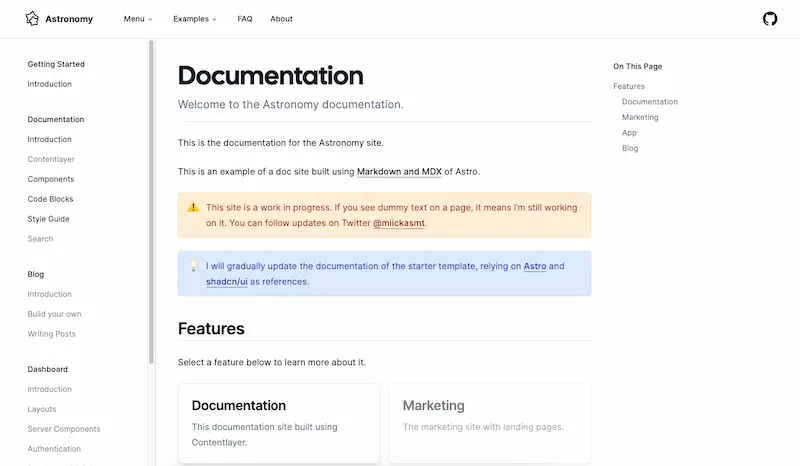 Astronomy
Menu
Examples
FAQ
About
Getting Started
Introduction
Documentation
Introduction
Contentlayer
Components
Code Blocks
Style Guide
Search
Blog
Introduction
Build your own
Writing Posts
Dashboard
Introduction
Layouts
Server Components
Authentication
Documentation
Welcome to the Astronomy documentation.
This is the documentation for the Astronomy site.
This is an example of a doc site built using Markdown and MDX of Astro.
This site is a work in progress. If you see dummy text on a page, it means I'm still working
on it. You can follow updates on Twitter @miickasmt.
I will gradually update the documentation of the starter template, relying on Astro and
shadcn/ui as references.
Features
Select a feature below to learn more about it.
Documentation
This documentation site built using
Contentlayer.
Marketing
The marketing site with landing pages.
On This Page
Features
Documentation
Marketing
App
Blog